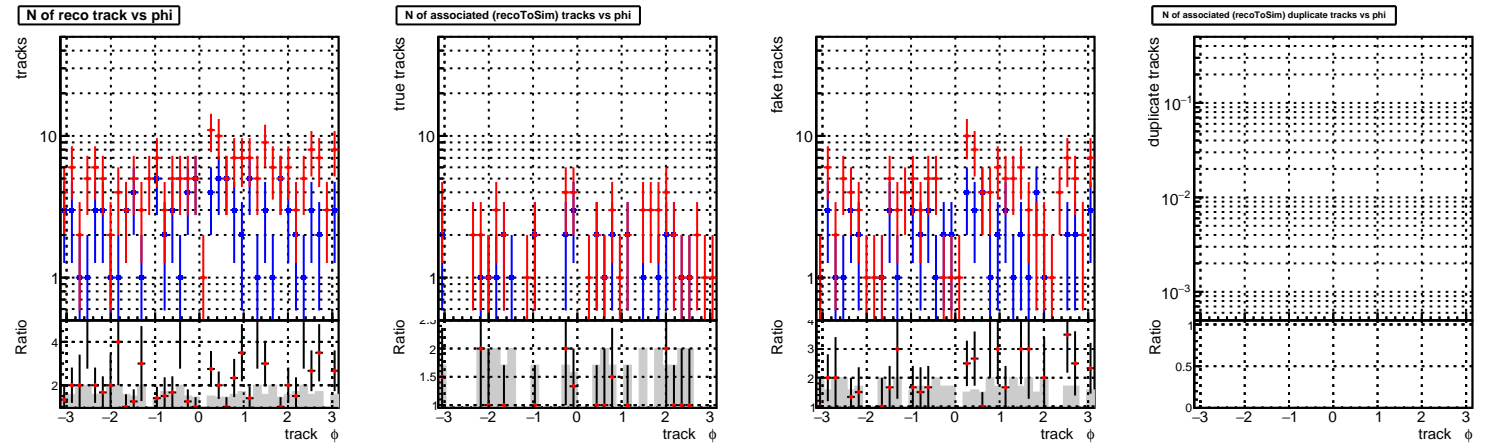 N of reco track vs phi
tracks
10
1
Ratio
4
2
−3 −2 −1 0 1 2 3
track φ
N of associated (recoToSim) tracks vs phi
true tracks
10
1
Ratio
2.5
2
1.5
1
−3 −2 −1 0 1 2 3
track φ
fake tracks
10
1
Ratio
4
3
2
1
−3 −2 −1 0 1 2 3
track φ
N of associated (recoToSim) duplicate tracks vs phi
duplicate tracks
10−1
10−2
10−3
Ratio
1
0.5
0
−3 −2 −1 0 1 2 3
track φ